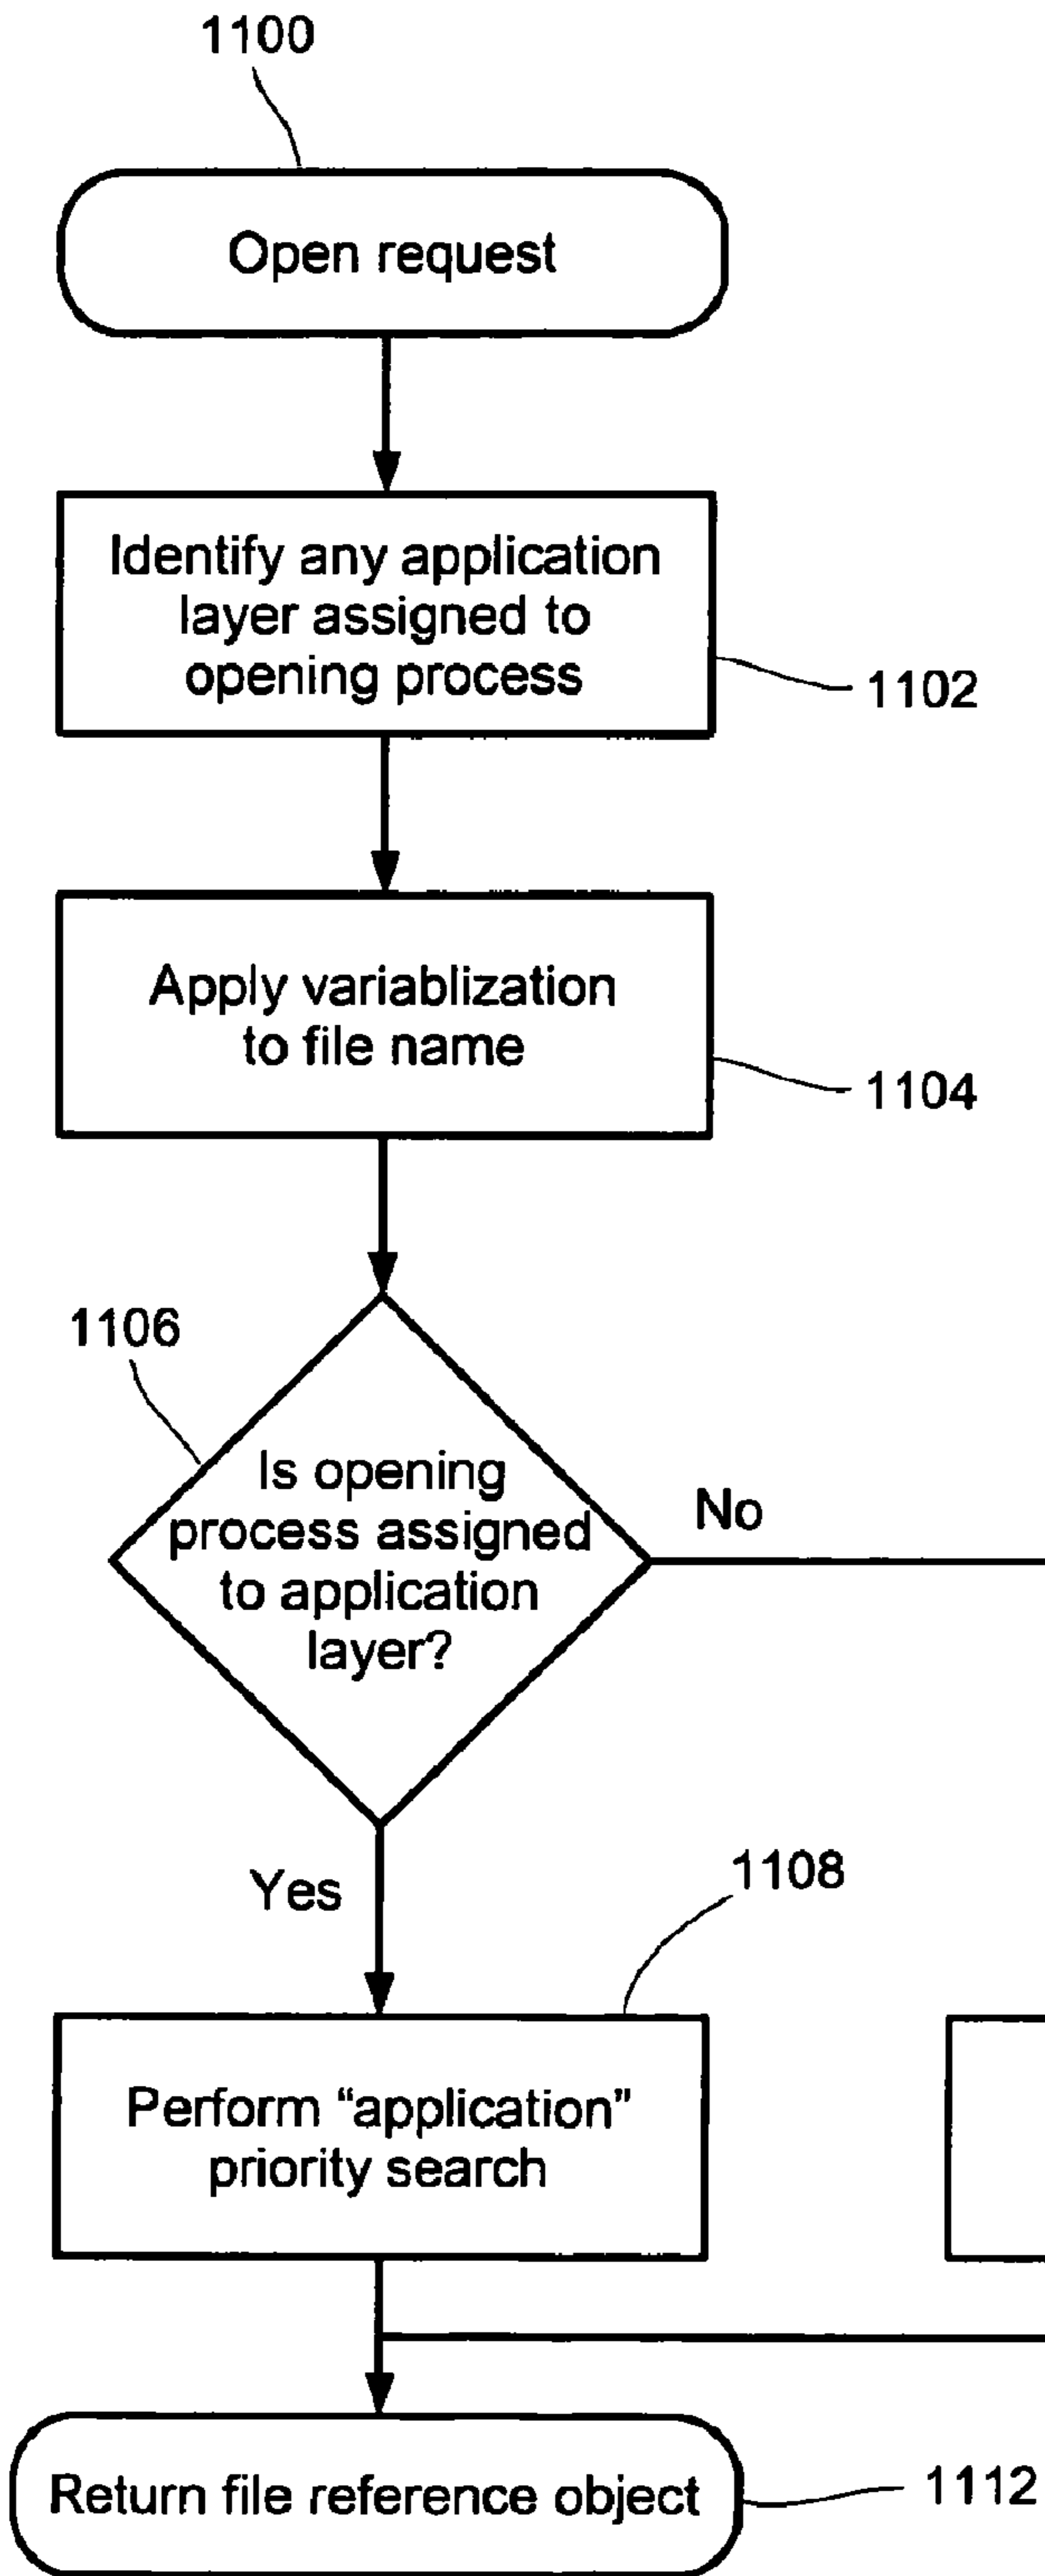 1100
Open request
Identify any application
layer assigned to
opening process
1102
Apply variablization
to file name
1104
1106
Is opening
process assigned
to application
layer?
No
Yes
1108
Perform “application”
priority search
Return file reference object
1112